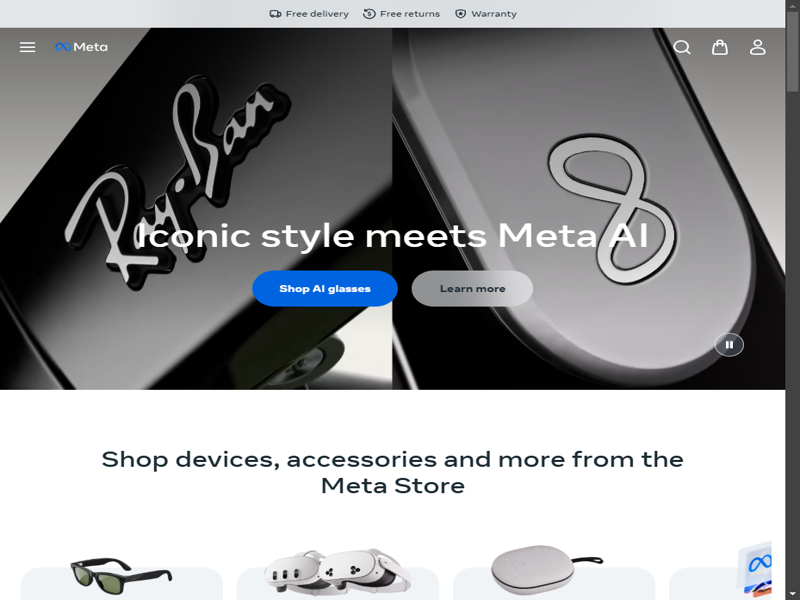 Free delivery
Free returns
Warranty
Meta
Ray-Ban
Iconic style meets Meta AI
Shop AI glasses
Learn more
Shop devices, accessories and more from the
Meta Store